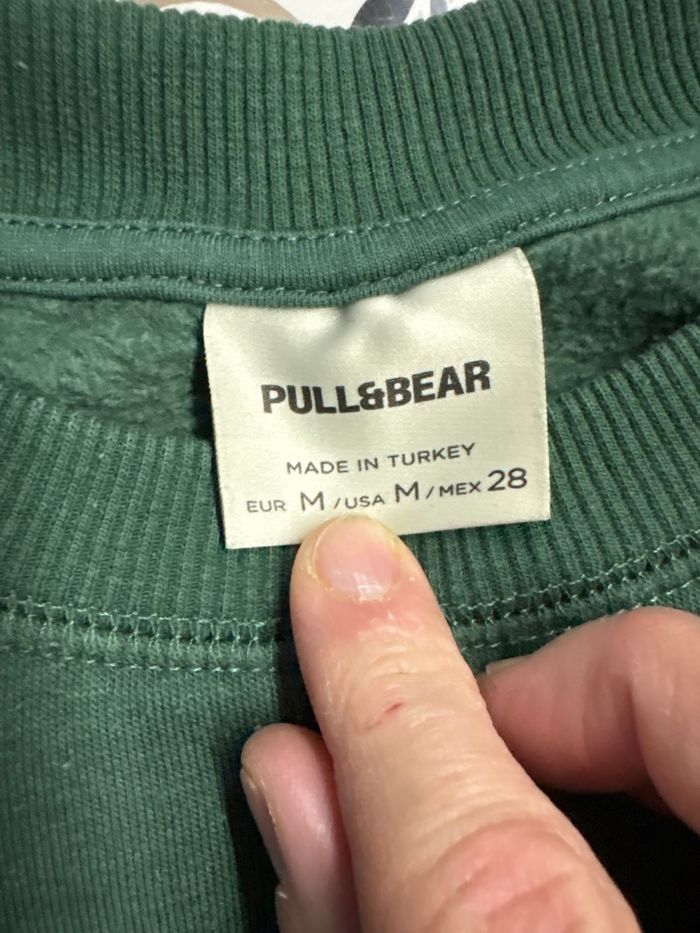 PULL&BEAR
MADE IN TURKEY
EUR M / USA M / MEX 28